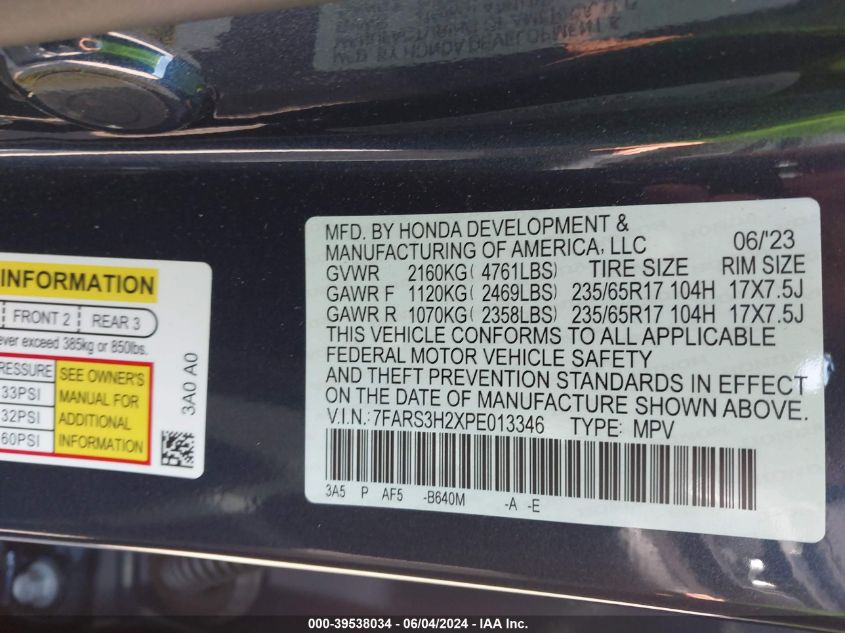 MFD. BY HONDA DEVELOPMENT &
MANUFACTURING OF AMERICA, LLC 06/'23
GVWR 2160KG( 4761LBS) TIRE SIZE RIM SIZE
GAWR F 1120KG( 2469LBS) 235/65R17 104H 17X7.5J
GAWR R 1070KG( 2358LBS) 235/65R17 104H 17X7.5J
THIS VEHICLE CONFORMS TO ALL APPLICABLE
FEDERAL MOTOR VEHICLE SAFETY
AND THEFT PREVENTION STANDARDS IN EFFECT
ON THE DATE OF MANUFACTURE SHOWN ABOVE.
V.I.N.:7FARS3H2XPE013346 TYPE: MPV
3A5 P AF5 -B640M -A -E
INFORMATION
FRONT 2 REAR 3
ever exceed 385kg or 850lbs.
PRESSURE SEE OWNER'S
33PSI MANUAL FOR
32PSI ADDITIONAL
60PSI INFORMATION
3A0 A0
000-39538034 - 06/04/2024 - IAA Inc.